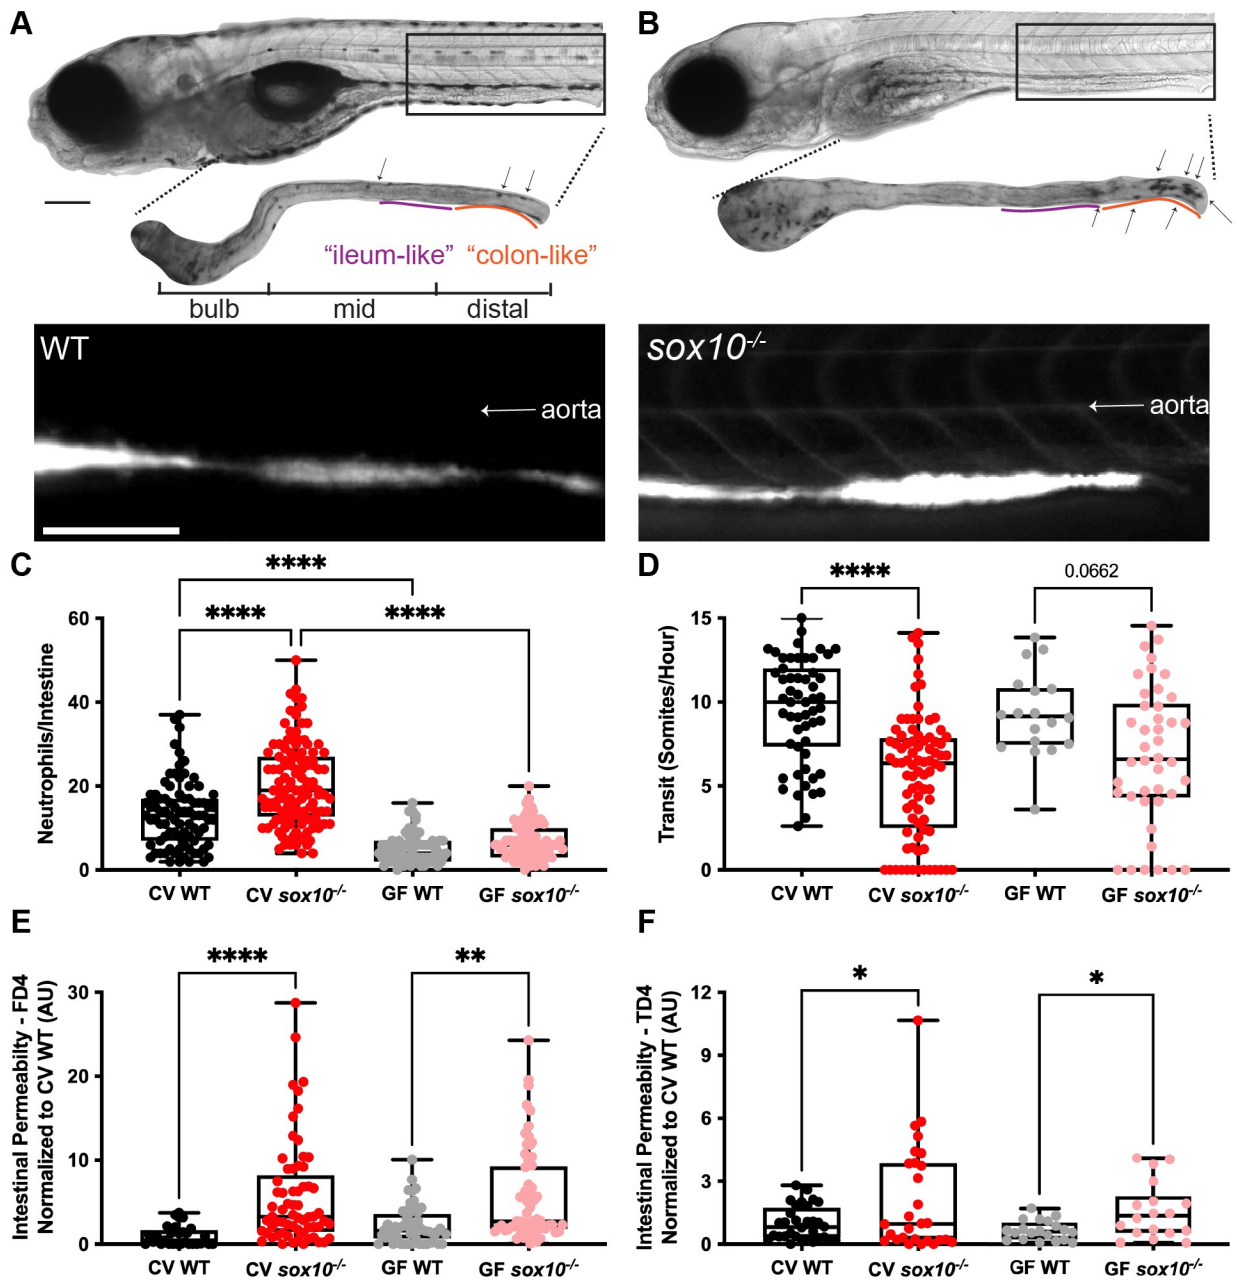 A
B
“ileum-like” “colon-like”
bulb mid distal
WT
aorta
sox10-/-
aorta
C
****
****
****
Neutrophils/Intestine
60
40
20
0
CV WT
CV sox10-/-
GF WT
GF sox10-/-
D
****
0.0662
Transit (Somites/Hour)
15
10
5
0
CV WT
CV sox10-/-
GF WT
GF sox10-/-
E
****
**
Intestinal Permeabilty - FD4
Normalized to CV WT (AU)
30
20
10
0
CV WT
CV sox10-/-
GF WT
GF sox10-/-
F
*
*
Intestinal Permeabilty - TD4
Normalized to CV WT (AU)
12
9
6
3
0
CV WT
CV sox10-/-
GF WT
GF sox10-/-